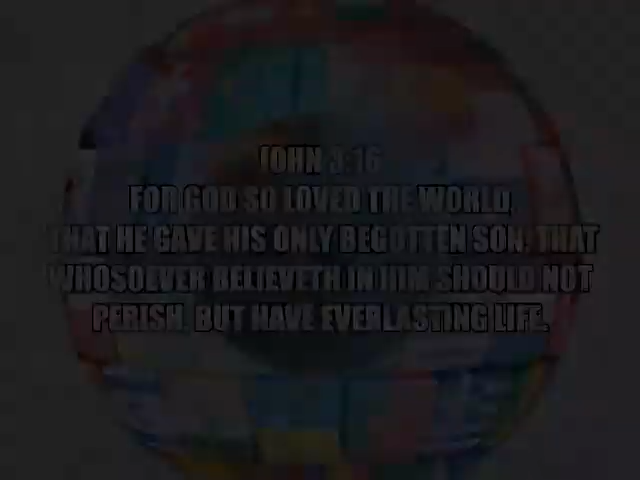 JOHN 3:16
FOR GOD SO LOVED THE WORLD
THAT HE GAVE HIS ONLY BEGOTTEN SON, THAT
WHOSOEVER BELIEVETH IN HIM SHOULD NOT
PERISH, BUT HAVE EVERLASTING LIFE.